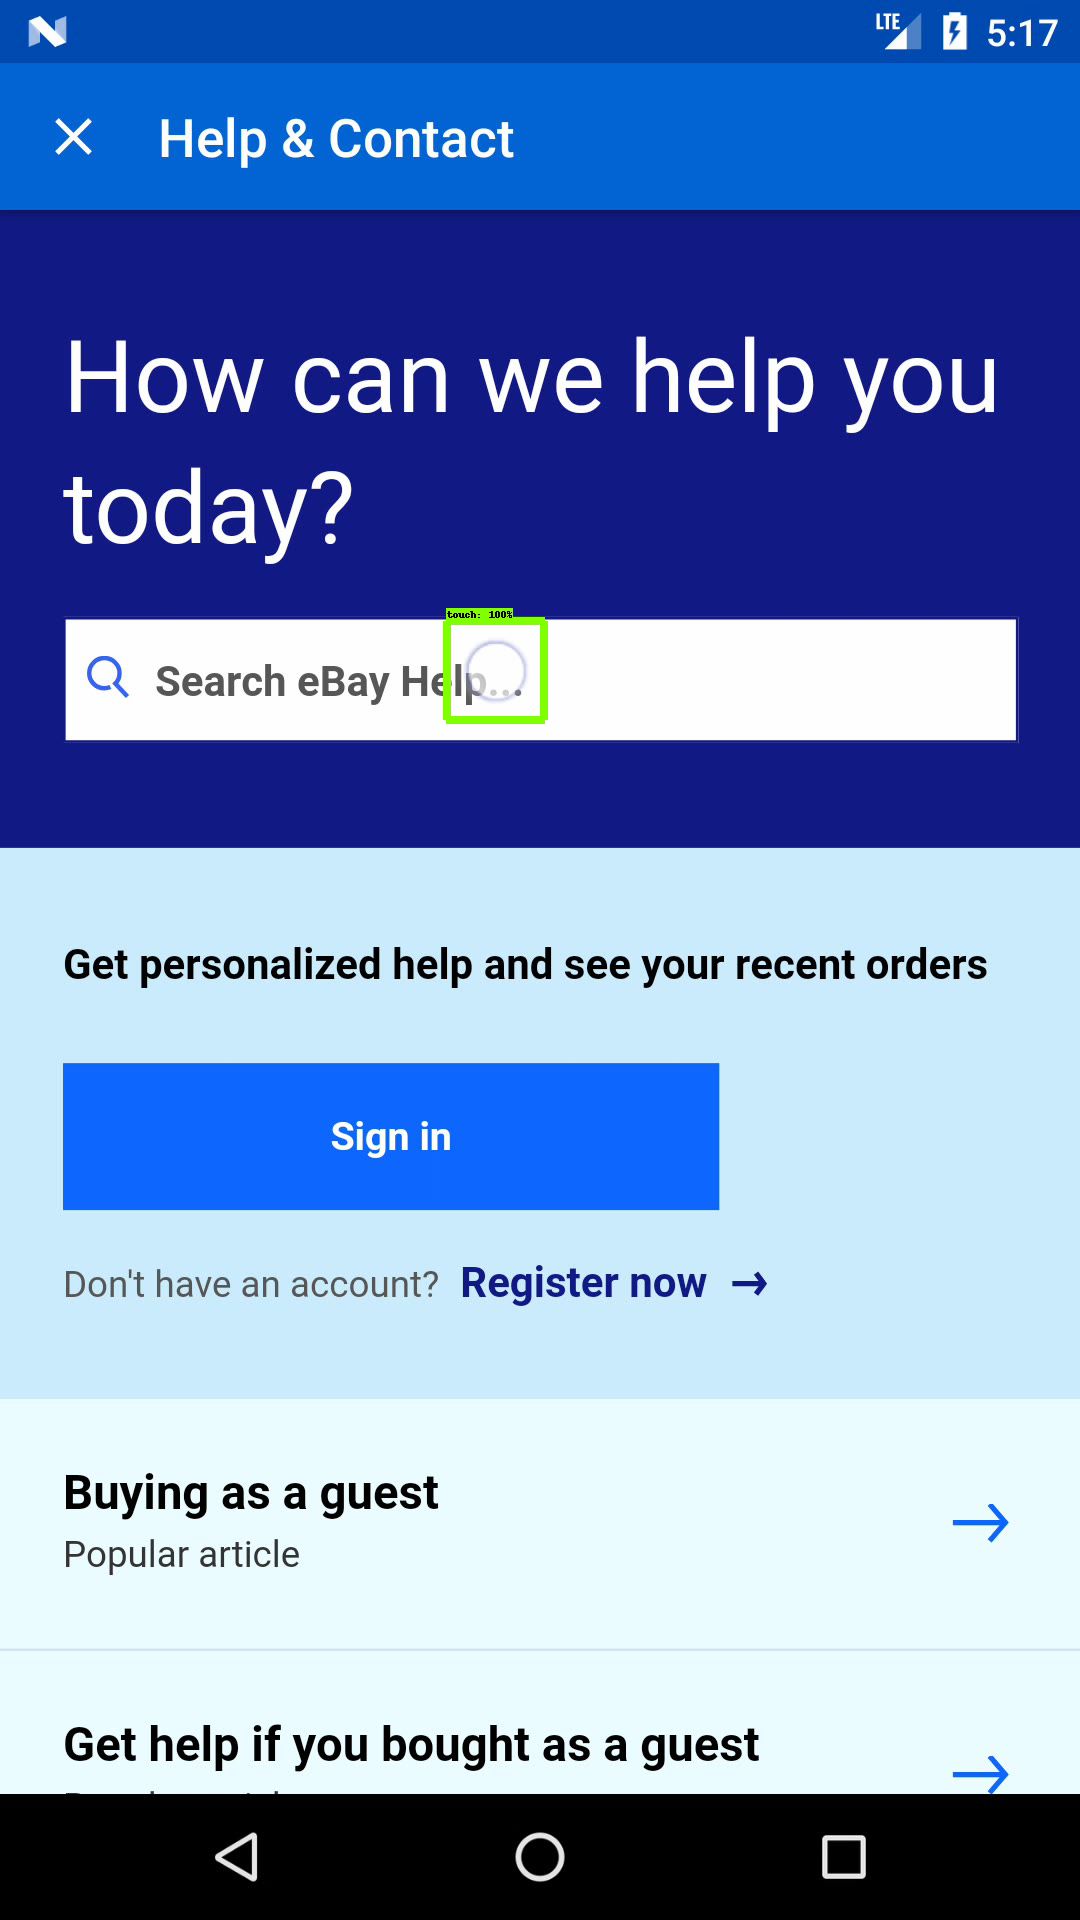 LTE 5:17
Help & Contact
How can we help you
today?
touch: 100%
Search eBay Help...
Get personalized help and see your recent orders
Sign in
Don't have an account? Register now →
Buying as a guest
Popular article
Get help if you bought as a guest